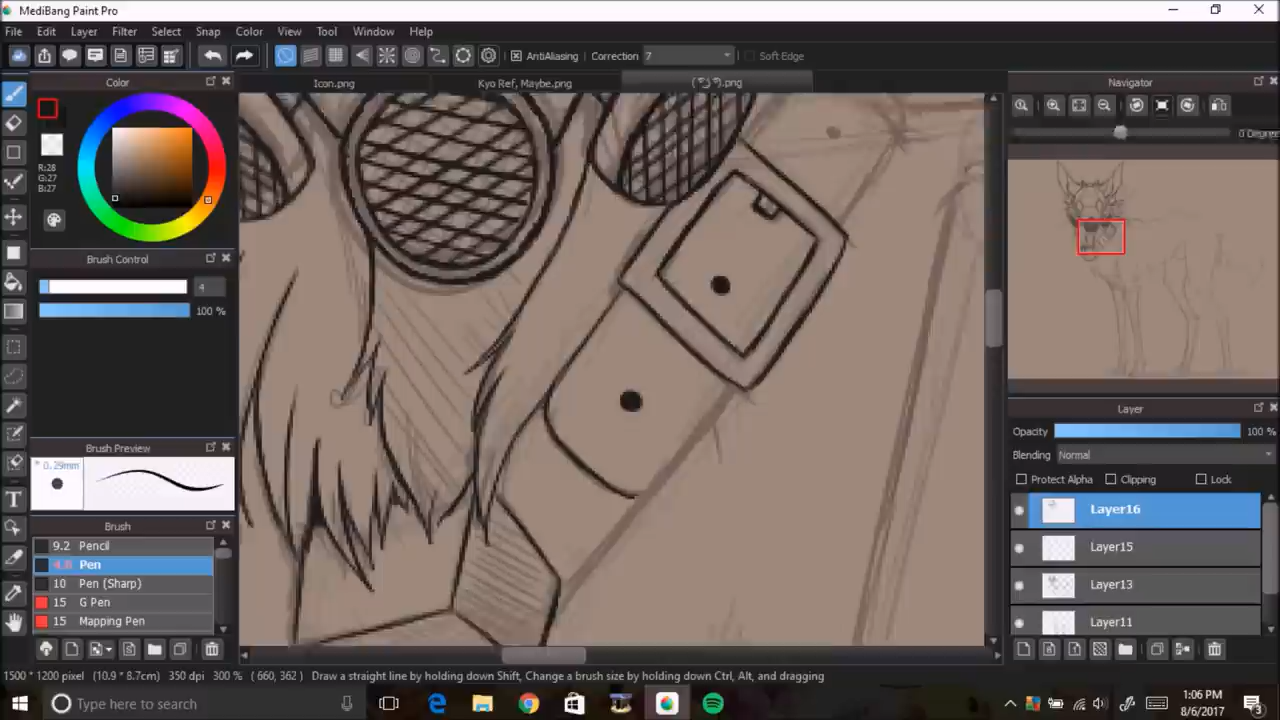 MediBang Paint Pro
File Edit Layer Filter Select Snap Color View Tool Window Help
AntiAliasing Correction 7 Soft Edge
Color
Icon.png Kyo Ref, Maybe.png
Navigator
0 Degree
R:28
G:27
B:27
Brush Control
4
100 %
Brush Preview
* 0.29mm
Brush
9.2 Pencil
4.0 Pen
10 Pen (Sharp)
15 G Pen
15 Mapping Pen
Layer
Opacity 100 %
Blending Normal
Protect Alpha Clipping Lock
Layer16
Layer15
Layer13
Layer11
1500 * 1200 pixel (10.9 * 8.7cm) 350 dpi 300 % ( 660, 362 ) Draw a straight line by holding down Shift, Change a brush size by holding down Ctrl, Alt, and dragging
Type here to search
1:06 PM
8/6/2017
3